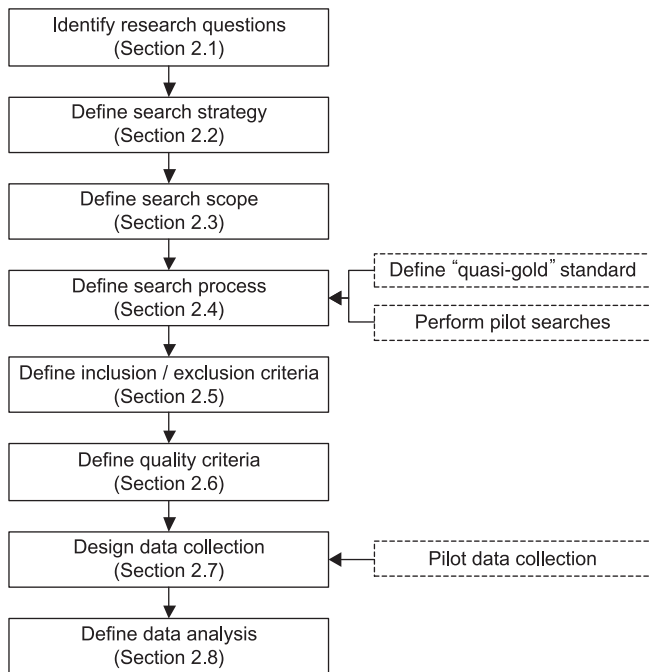 Identify research questions
(Section 2.1)
Define search strategy
(Section 2.2)
Define search scope
(Section 2.3)
Define search process
(Section 2.4)
Define “quasi-gold” standard
Perform pilot searches
Define inclusion / exclusion criteria
(Section 2.5)
Define quality criteria
(Section 2.6)
Design data collection
(Section 2.7)
Pilot data collection
Define data analysis
(Section 2.8)